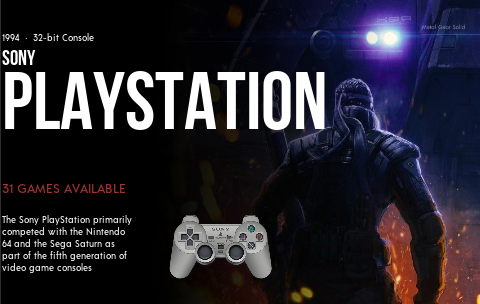 1994 · 32-bit Console
Metal Gear Solid
SONY
PLAYSTATION
31 GAMES AVAILABLE
The Sony PlayStation primarily
competed with the Nintendo
64 and the Sega Saturn as
part of the fifth generation of
video game consoles
SONY